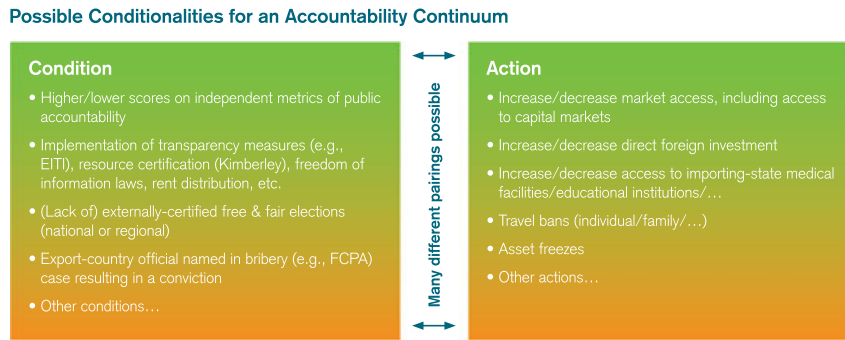 Possible Conditionalities for an Accountability Continuum
Condition
• Higher/lower scores on independent metrics of public
accountability
• Implementation of transparency measures (e.g.,
EITI), resource certification (Kimberley), freedom of
information laws, rent distribution, etc.
• (Lack of) externally-certified free & fair elections
(national or regional)
• Export-country official named in bribery (e.g., FCPA)
case resulting in a conviction
• Other conditions…
Many different pairings possible
Action
• Increase/decrease market access, including access
to capital markets
• Increase/decrease direct foreign investment
• Increase/decrease access to importing-state medical
facilities/educational institutions/…
• Travel bans (individual/family/…)
• Asset freezes
• Other actions…